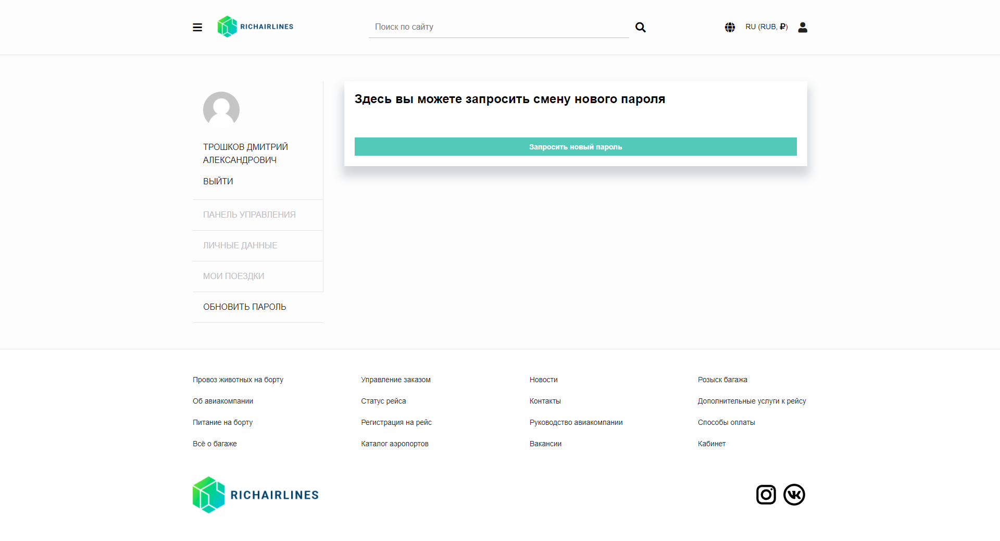 RICHAIRLINES
Поиск по сайту
RU (RUB, ₽)
ТРОШКОВ ДМИТРИЙ
АЛЕКСАНДРОВИЧ
ВЫЙТИ
ПАНЕЛЬ УПРАВЛЕНИЯ
ЛИЧНЫЕ ДАННЫЕ
МОИ ПОЕЗДКИ
ОБНОВИТЬ ПАРОЛЬ
Здесь вы можете запросить смену нового пароля
Запросить новый пароль
Провоз животных на борту
Об авиакомпании
Питание на борту
Всё о багаже
Управление заказом
Статус рейса
Регистрация на рейс
Каталог аэропортов
Новости
Контакты
Руководство авиакомпании
Вакансии
Розыск багажа
Дополнительные услуги к рейсу
Способы оплаты
Кабинет
RICHAIRLINES